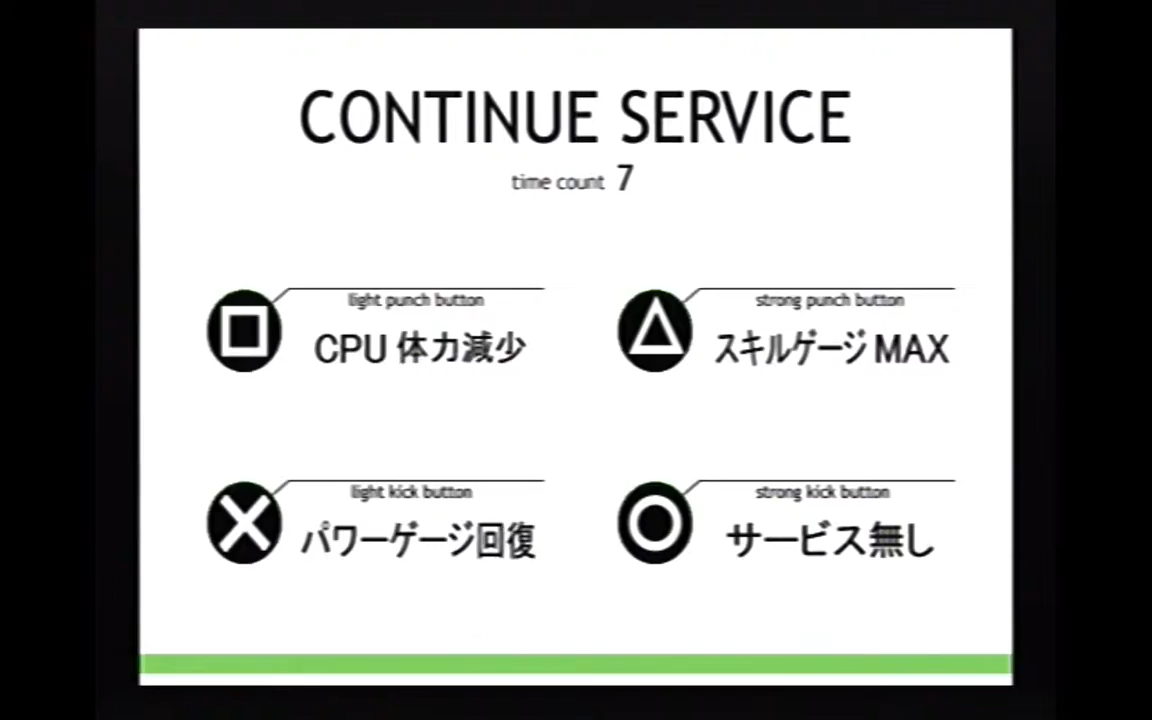 CONTINUE SERVICE
time count 7
light punch button
CPU 体力減少
strong punch button
スキルゲージ MAX
light kick button
パワーゲージ回復
strong kick button
サービス無し